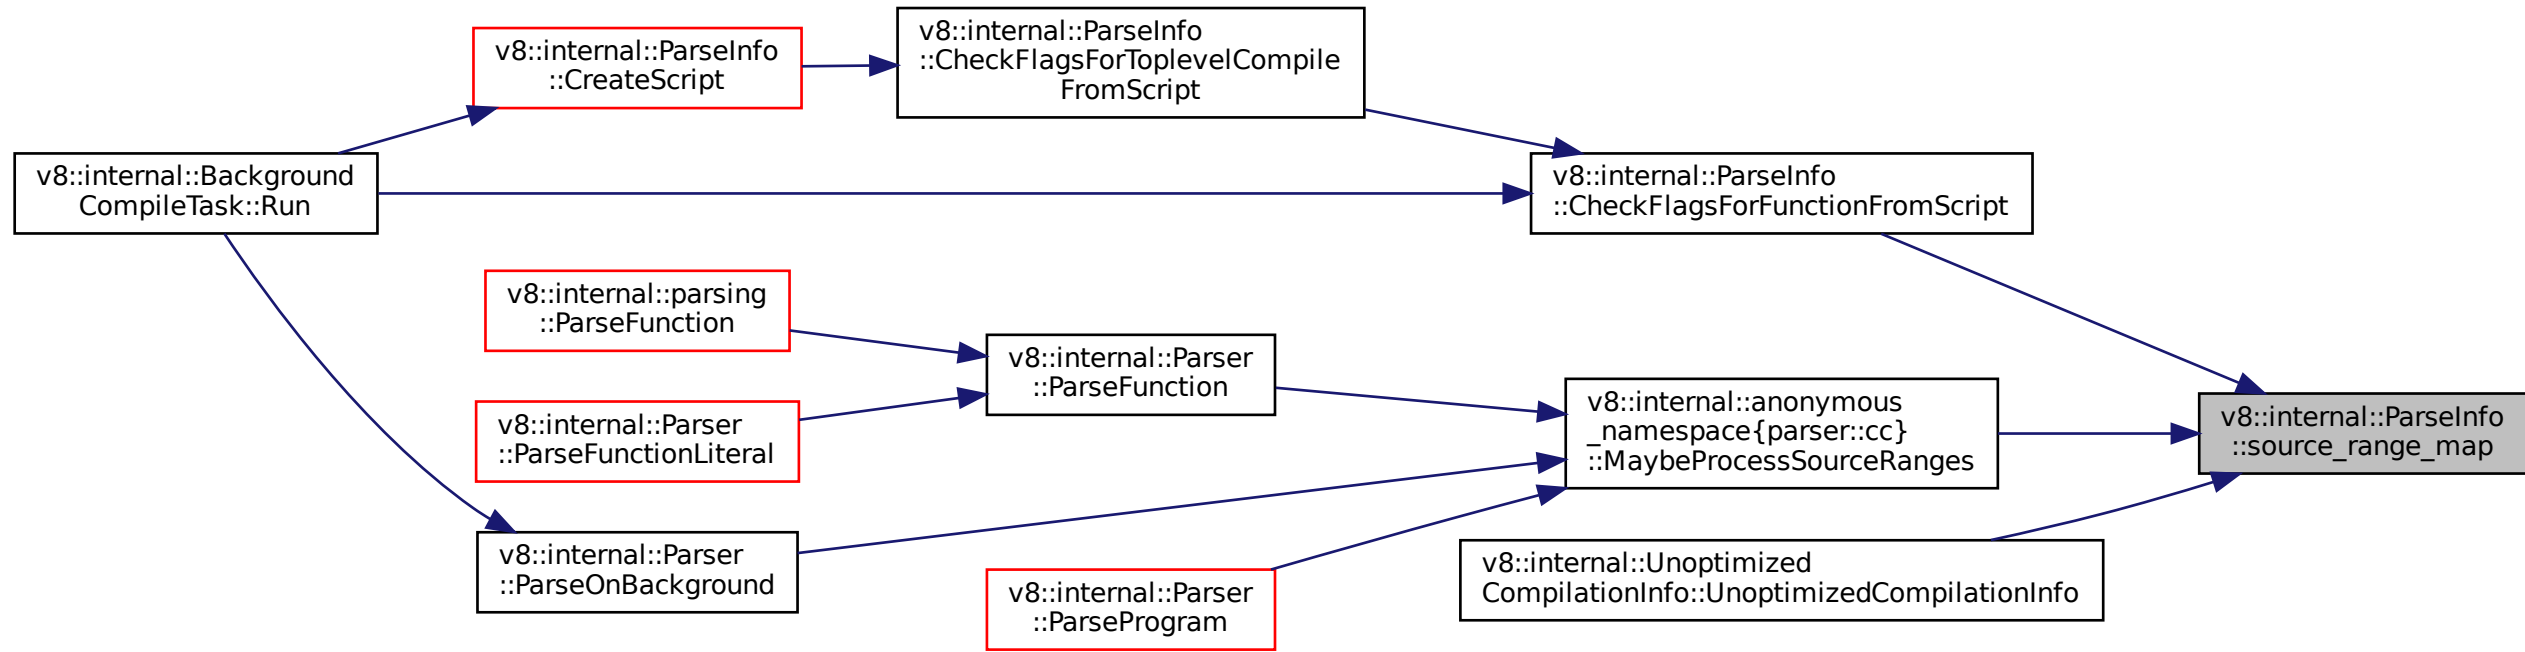 v8::internal::ParseInfo
::CreateScript
v8::internal::ParseInfo
::CheckFlagsForToplevelCompile
FromScript
v8::internal::Background
CompileTask::Run
v8::internal::ParseInfo
::CheckFlagsForFunctionFromScript
v8::internal::parsing
::ParseFunction
v8::internal::Parser
::ParseFunction
v8::internal::Parser
::ParseFunctionLiteral
v8::internal::anonymous
_namespace{parser::cc}
::MaybeProcessSourceRanges
v8::internal::ParseInfo
::source_range_map
v8::internal::Parser
::ParseOnBackground
v8::internal::Parser
::ParseProgram
v8::internal::Unoptimized
CompilationInfo::UnoptimizedCompilationInfo